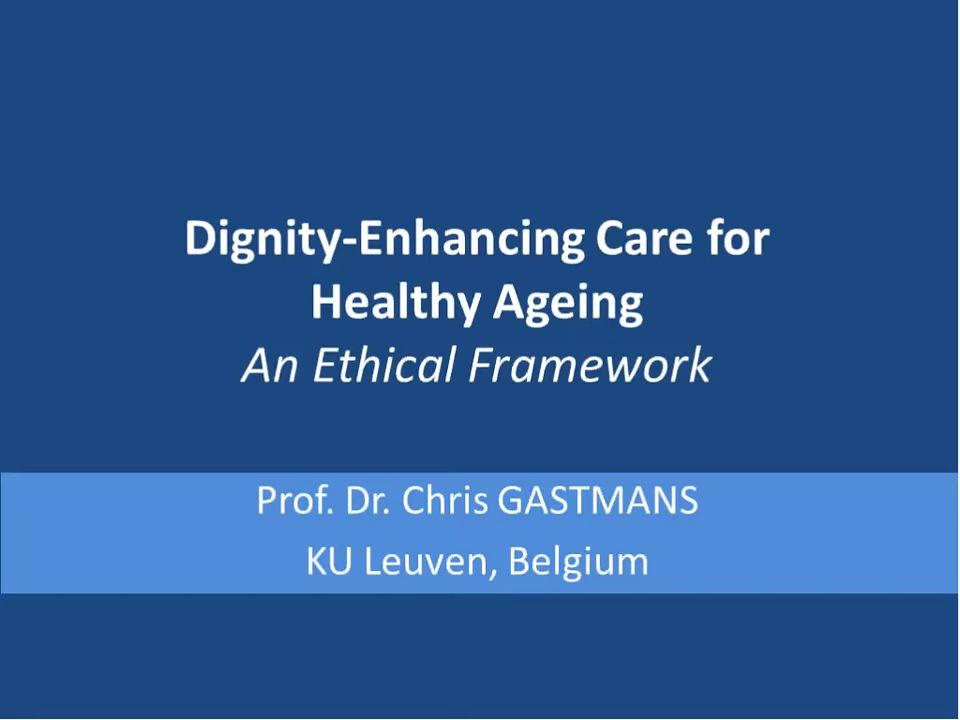 Dignity-Enhancing Care for
Healthy Ageing
An Ethical Framework
Prof. Dr. Chris GASTMANS
KU Leuven, Belgium